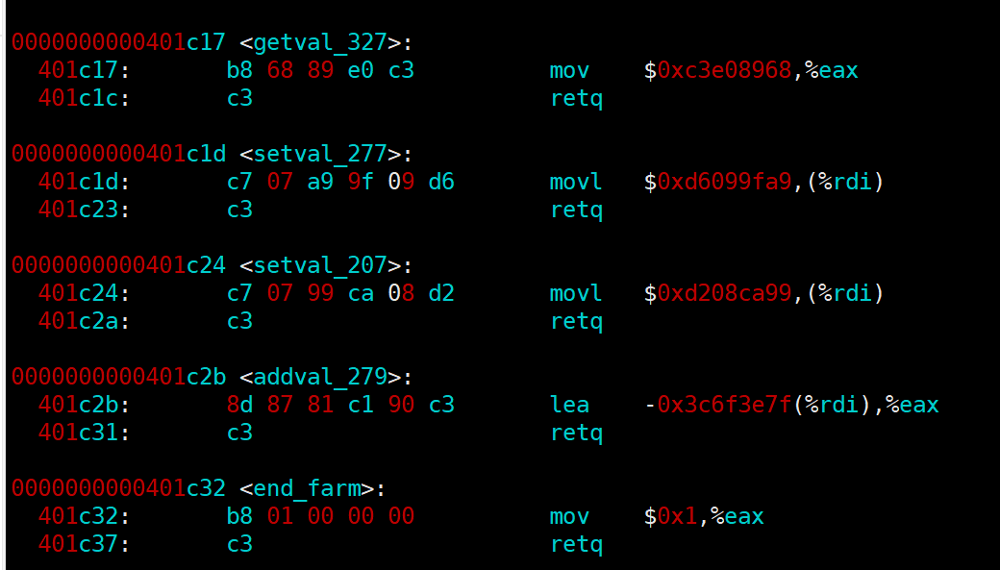 0000000000401c17 <getval_327>:
401c17: b8 68 89 e0 c3 mov $0xc3e08968,%eax
401c1c: c3 retq
0000000000401c1d <setval_277>:
401c1d: c7 07 a9 9f 09 d6 movl $0xd6099fa9,(%rdi)
401c23: c3 retq
0000000000401c24 <setval_207>:
401c24: c7 07 99 ca 08 d2 movl $0xd208ca99,(%rdi)
401c2a: c3 retq
0000000000401c2b <addval_279>:
401c2b: 8d 87 81 c1 90 c3 lea -0x3c6f3e7f(%rdi),%eax
401c31: c3 retq
0000000000401c32 <end_farm>:
401c32: b8 01 00 00 00 mov $0x1,%eax
401c37: c3 retq